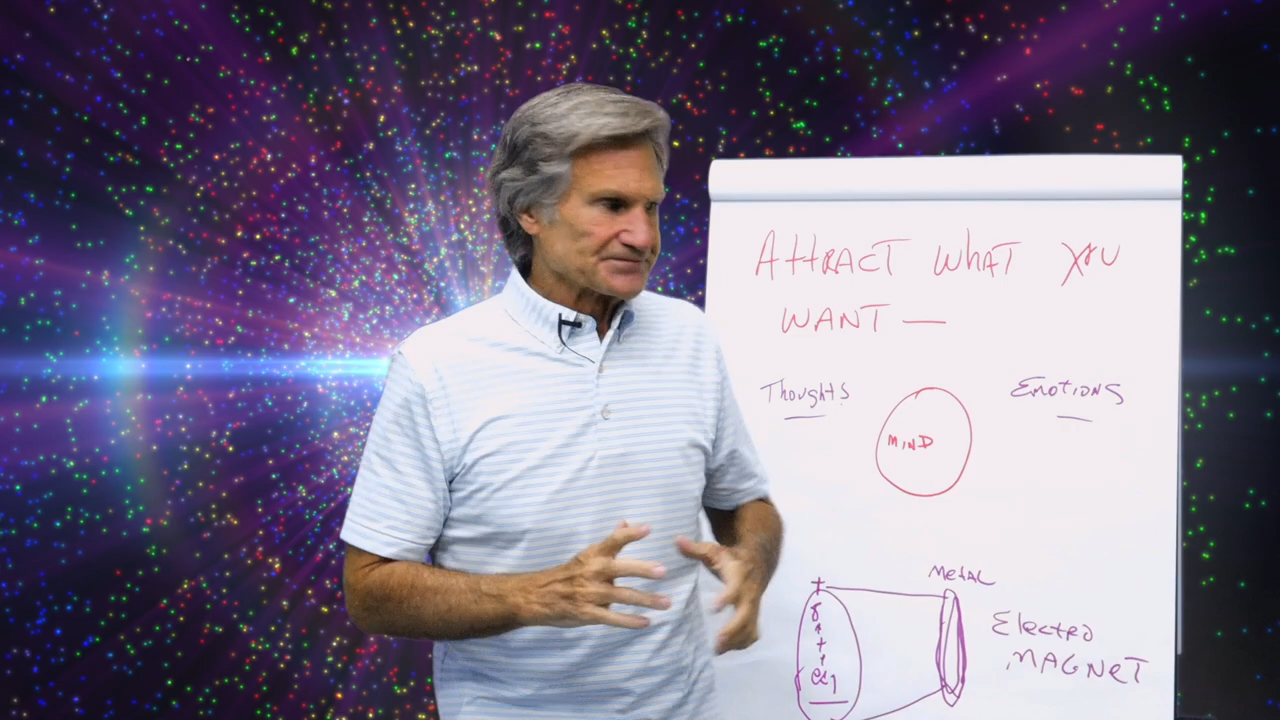 ATTRACT WHAT YOU
WANT —
Thoughts
Emotions
MIND
Metal
+
Electro
MAGNET